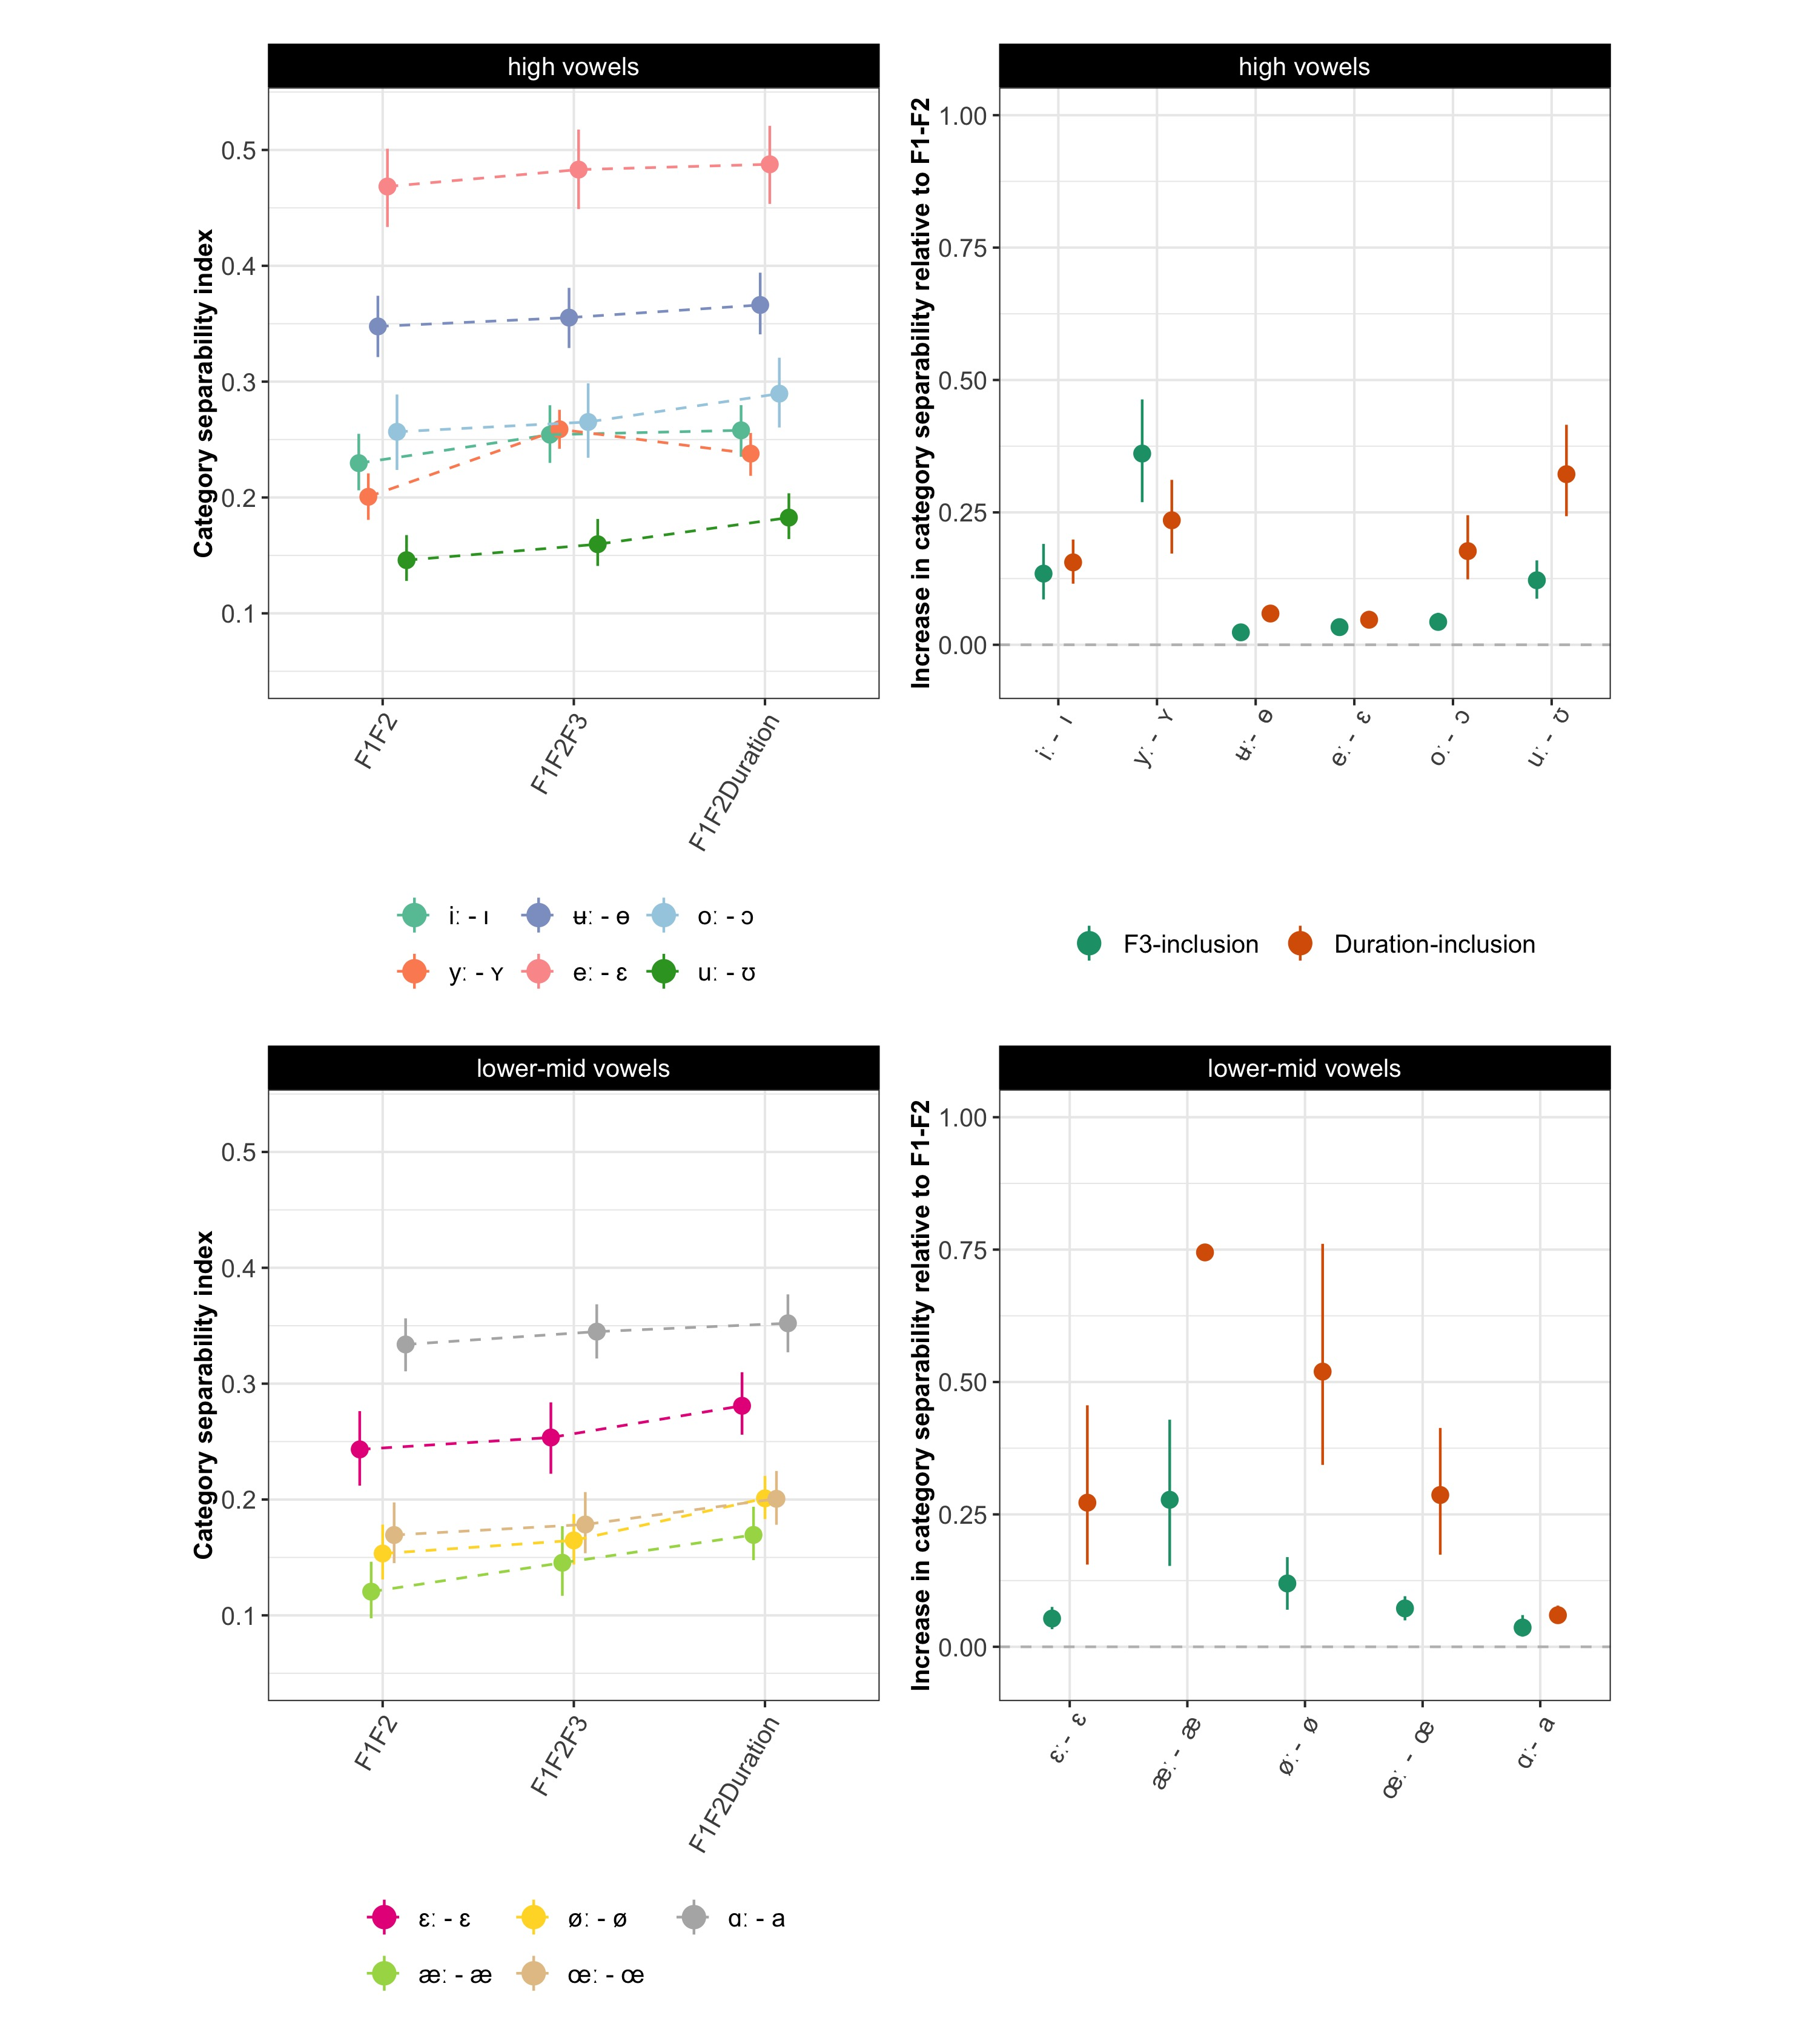 high vowels
Category separability index
0.5
0.4
0.3
0.2
0.1
F1F2
F1F2F3
F1F2Duration
iː - ɪ
ʉː - ɵ
oː - ɔ
yː - ʏ
eː - ɛ
uː - ʊ
high vowels
Increase in category separability relative to F1-F2
1.00
0.75
0.50
0.25
0.00
iː - ɪ
yː - ʏ
ʉː - ɵ
eː - ɛ
oː - ɔ
uː - ʊ
F3-inclusion
Duration-inclusion
lower-mid vowels
Category separability index
0.5
0.4
0.3
0.2
0.1
F1F2
F1F2F3
F1F2Duration
ɛː - ɛ
øː - ø
ɑː - a
æː - æ
œː - œ
lower-mid vowels
Increase in category separability relative to F1-F2
1.00
0.75
0.50
0.25
0.00
ɛː - ɛ
æː - æ
øː - ø
œː - œ
ɑː - a